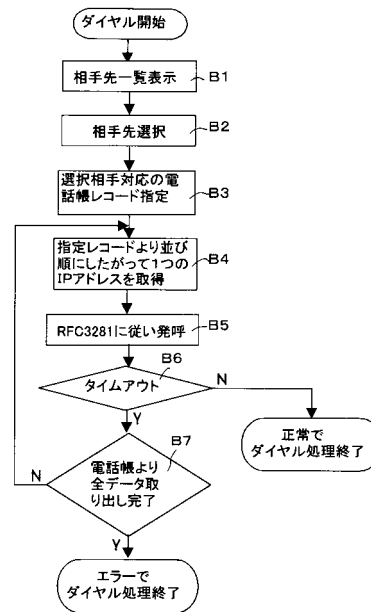 ダイヤル開始
相手先一覧表示
B1
相手先選択
B2
選択相手対応の電
話帳レコード指定
B3
指定レコードより並び
順にしたがって1つの
IPアドレスを取得
B4
RFC3281に従い発呼
B5
B6
タイムアウト
N
Y
正常で
ダイヤル処理終了
B7
電話帳より
全データ取
り出し完了
N
Y
エラーで
ダイヤル処理終了